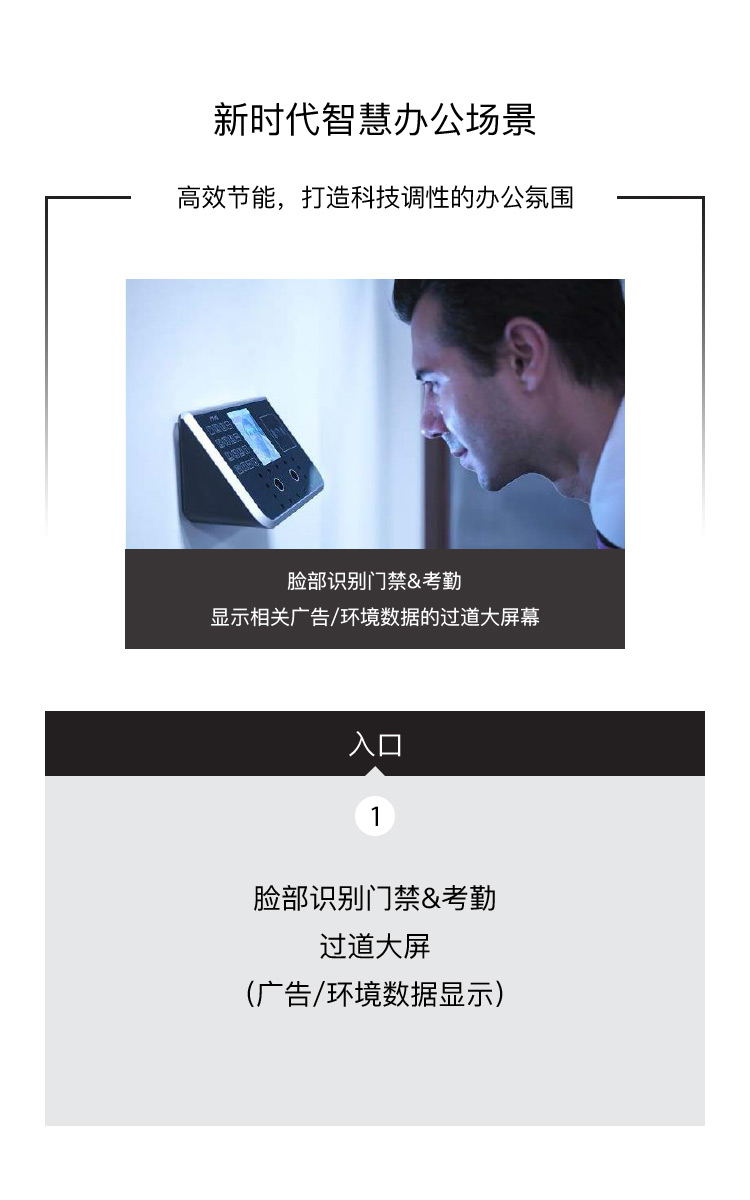 新时代智慧办公场景
高效节能，打造科技调性的办公氛围
脸部识别门禁&考勤
显示相关广告/环境数据的过道大屏幕
入口
1
脸部识别门禁&考勤
过道大屏
（广告/环境数据显示）